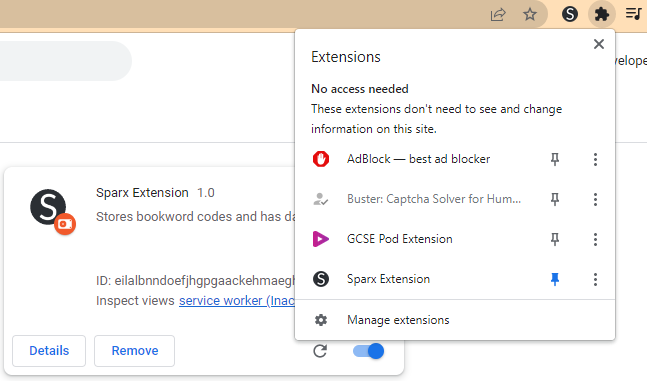 Extensions
velope
No access needed
These extensions don't need to see and change
information on this site.
AdBlock — best ad blocker
Buster: Captcha Solver for Hum...
GCSE Pod Extension
Sparx Extension
Manage extensions
Sparx Extension 1.0
Stores bookword codes and has da
ID: eilalbnndoefjhgpgaackehmaegh
Inspect views service worker (Inac
Details
Remove